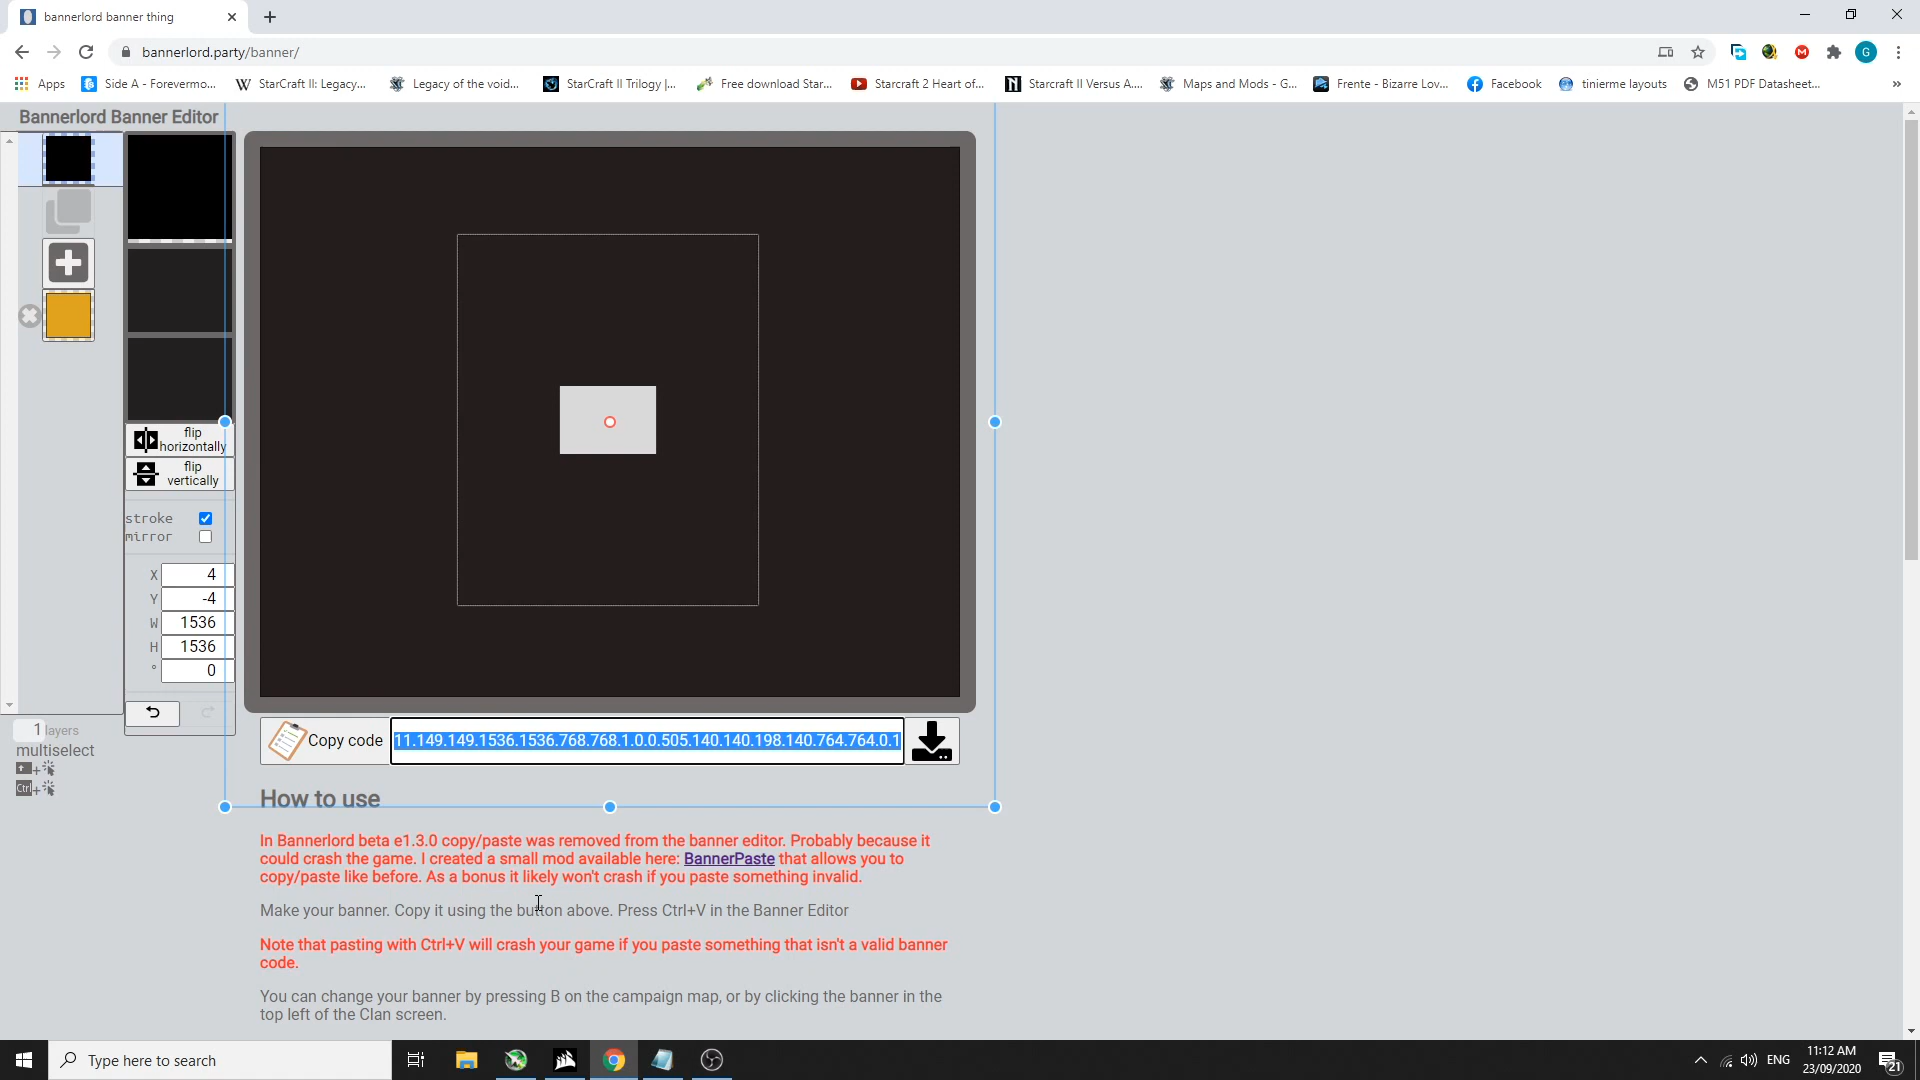 bannerlord banner thing
bannerlord.party/banner/
G
Apps
Side A - Forevermo...
StarCraft II: Legacy...
Legacy of the void...
StarCraft II Trilogy |...
Free download Star...
Starcraft 2 Heart of...
Starcraft II Versus A...
Maps and Mods - G...
Frente - Bizarre Lov...
Facebook
tinierme layouts
M51 PDF Datasheet...
»
Bannerlord Banner Editor
flip
horizontally
flip
vertically
stroke
mirror
X 4
Y -4
W 1536
H 1536
° 0
1 layers
multiselect
Ctrl+
Copy code
11.149.149.1536.1536.768.768.1.0.0.505.140.140.198.140.764.764.0.1
How to use
In Bannerlord beta e1.3.0 copy/paste was removed from the banner editor. Probably because it
could crash the game. I created a small mod available here: BannerPaste that allows you to
copy/paste like before. As a bonus it likely won't crash if you paste something invalid.
Make your banner. Copy it using the button above. Press Ctrl+V in the Banner Editor
Note that pasting with Ctrl+V will crash your game if you paste something that isn't a valid banner
code.
You can change your banner by pressing B on the campaign map, or by clicking the banner in the
top left of the Clan screen.
Type here to search
ENG
11:12 AM
23/09/2020
21